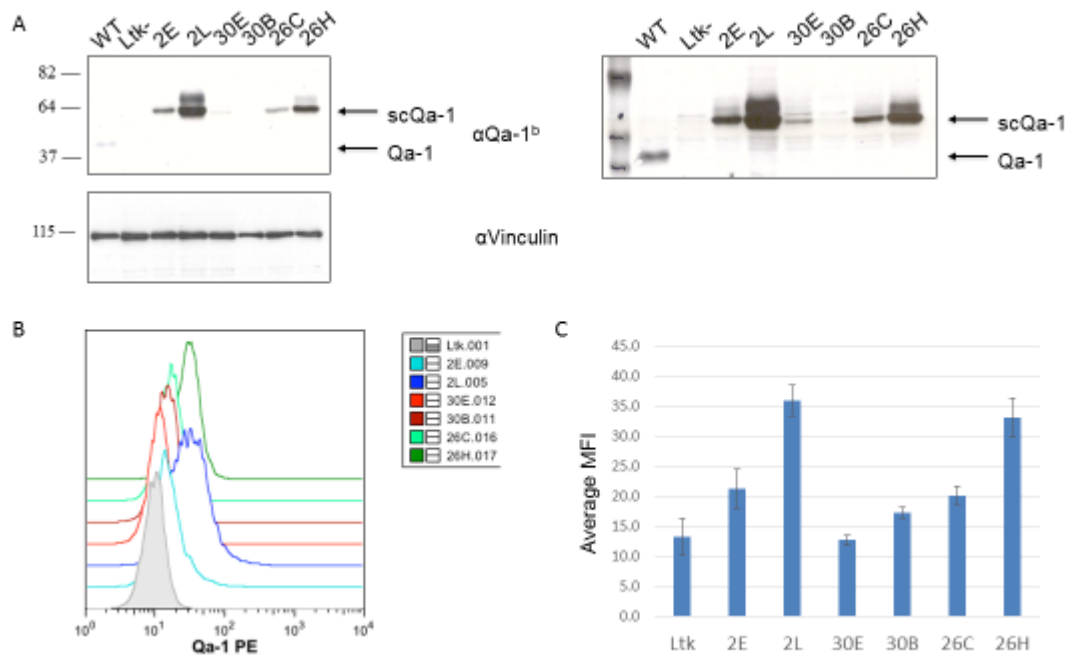 A
WT Ltk- 2E 2L 30E 30B 26C 26H
82
64
37
scQa-1
Qa-1
αQa-1ᵇ
WT Ltk- 2E 2L 30E 30B 26C 26H
scQa-1
Qa-1
115
αVinculin
B
Ltk.001
2E.009
2L.005
30E.012
30B.011
26C.016
26H.017
10⁰ 10¹ 10² 10³ 10⁴
Qa-1 PE
C
45.0
40.0
35.0
30.0
25.0
20.0
15.0
10.0
5.0
0.0
Average MFI
Ltk 2E 2L 30E 30B 26C 26H